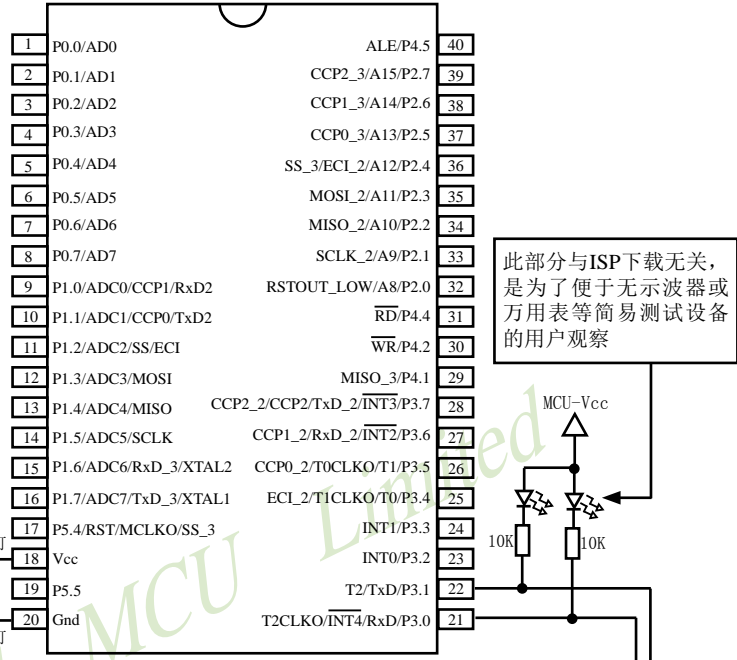 1 P0.0/AD0 ALE/P4.5 40
2 P0.1/AD1 CCP2_3/A15/P2.7 39
3 P0.2/AD2 CCP1_3/A14/P2.6 38
4 P0.3/AD3 CCP0_3/A13/P2.5 37
5 P0.4/AD4 SS_3/ECI_2/A12/P2.4 36
6 P0.5/AD5 MOSI_2/A11/P2.3 35
7 P0.6/AD6 MISO_2/A10/P2.2 34
8 P0.7/AD7 SCLK_2/A9/P2.1 33
9 P1.0/ADC0/CCP1/RxD2 RSTOUT_LOW/A8/P2.0 32
10 P1.1/ADC1/CCP0/TxD2 RD/P4.4 31
11 P1.2/ADC2/SS/ECI WR/P4.2 30
12 P1.3/ADC3/MOSI MISO_3/P4.1 29
13 P1.4/ADC4/MISO CCP2_2/CCP2/TxD_2/INT3/P3.7 28
14 P1.5/ADC5/SCLK CCP1_2/RxD_2/INT2/P3.6 27
15 P1.6/ADC6/RxD_3/XTAL2 CCP0_2/T0CLKO/T1/P3.5 26
16 P1.7/ADC7/TxD_3/XTAL1 ECI_2/T1CLKO/T0/P3.4 25
17 P5.4/RST/MCLKO/SS_3 INT1/P3.3 24
18 Vcc INT0/P3.2 23
19 P5.5 T2/TxD/P3.1 22
20 Gnd T2CLKO/INT4/RxD/P3.0 21
此部分与ISP下载无关，
是为了便于无示波器或
万用表等简易测试设备
的用户观察
MCU-Vcc
10K
10K
MCU Limited